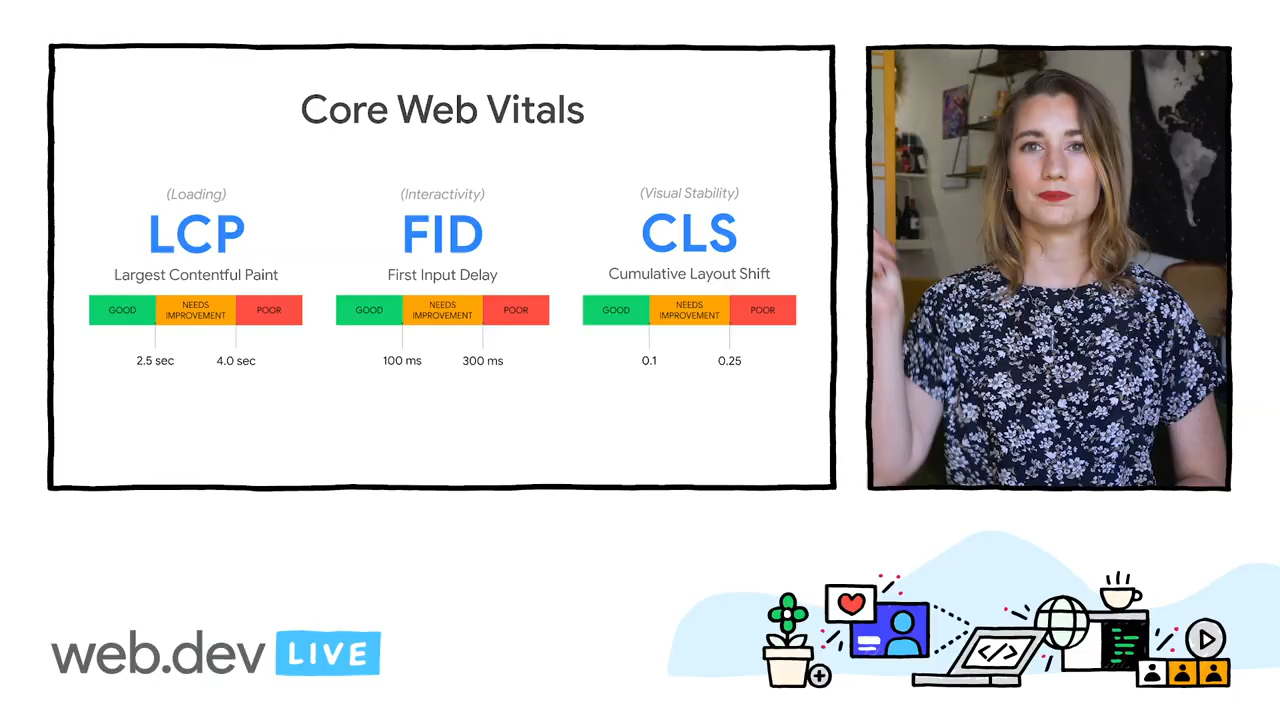 Core Web Vitals
(Loading)
LCP
Largest Contentful Paint
GOOD
NEEDS
IMPROVEMENT
POOR
2.5 sec
4.0 sec
(Interactivity)
FID
First Input Delay
GOOD
NEEDS
IMPROVEMENT
POOR
100 ms
300 ms
(Visual Stability)
CLS
Cumulative Layout Shift
GOOD
NEEDS
IMPROVEMENT
POOR
0.1
0.25
web.dev LIVE
</>